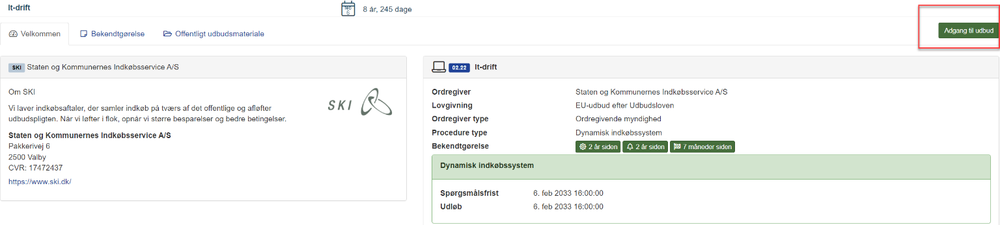 It-drift
feb
6
8 år, 245 dage
Velkommen
Bekendtgørelse
Offentligt udbudsmateriale
Adgang til udbud
SKI Staten og Kommunernes Indkøbsservice A/S
Om SKI
SKI
Vi laver indkøbsaftaler, der samler indkøb på tværs af det offentlige og afløfter
udbudspligten. Når vi løfter i flok, opnår vi større besparelser og bedre betingelser.
Staten og Kommunernes Indkøbsservice A/S
Pakkerivej 6
2500 Valby
CVR: 17472437
https://www.ski.dk/
02.22 It-drift
Ordregiver Staten og Kommunernes Indkøbsservice A/S
Lovgivning EU-udbud efter Udbudsloven
Ordregiver type Ordregivende myndighed
Procedure type Dynamisk indkøbssystem
Bekendtgørelse 2 år siden 2 år siden 7 måneder siden
Dynamisk indkøbssystem
Spørgsmålsfrist 6. feb 2033 16:00:00
Udløb 6. feb 2033 16:00:00